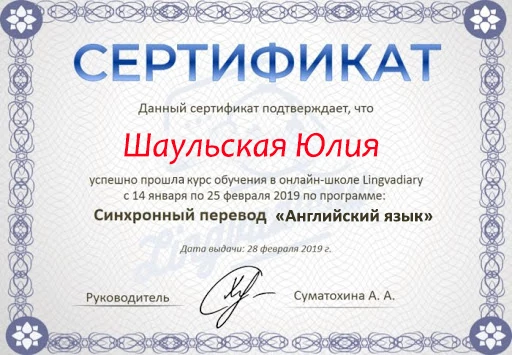 СЕРТИФИКАТ
Данный сертификат подтверждает, что
Шаульская Юлия
успешно прошла курс обучения в онлайн-школе Lingvadiary
с 14 января по 25 февраля 2019 по программе:
Синхронный перевод «Английский язык»
Дата выдачи: 28 февраля 2019 г.
Руководитель Суматохина А. А.